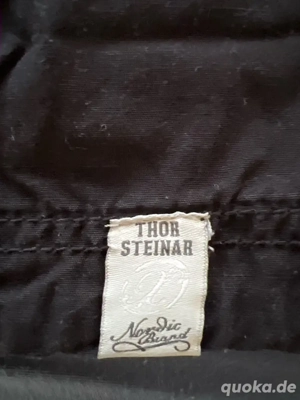 THOR
STEINAR
Nordic
Brand
quoka.de